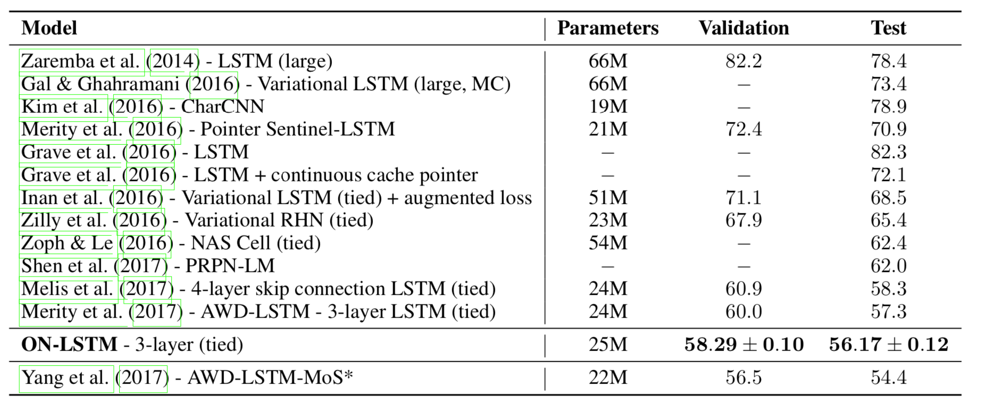 Model Parameters Validation Test
Zaremba et al. (2014) - LSTM (large) 66M 82.2 78.4
Gal & Ghahramani (2016) - Variational LSTM (large, MC) 66M − 73.4
Kim et al. (2016) - CharCNN 19M − 78.9
Merity et al. (2016) - Pointer Sentinel-LSTM 21M 72.4 70.9
Grave et al. (2016) - LSTM − − 82.3
Grave et al. (2016) - LSTM + continuous cache pointer − − 72.1
Inan et al. (2016) - Variational LSTM (tied) + augmented loss 51M 71.1 68.5
Zilly et al. (2016) - Variational RHN (tied) 23M 67.9 65.4
Zoph & Le (2016) - NAS Cell (tied) 54M − 62.4
Shen et al. (2017) - PRPN-LM − − 62.0
Melis et al. (2017) - 4-layer skip connection LSTM (tied) 24M 60.9 58.3
Merity et al. (2017) - AWD-LSTM - 3-layer LSTM (tied) 24M 60.0 57.3
ON-LSTM - 3-layer (tied) 25M 58.29 ± 0.10 56.17 ± 0.12
Yang et al. (2017) - AWD-LSTM-MoS* 22M 56.5 54.4